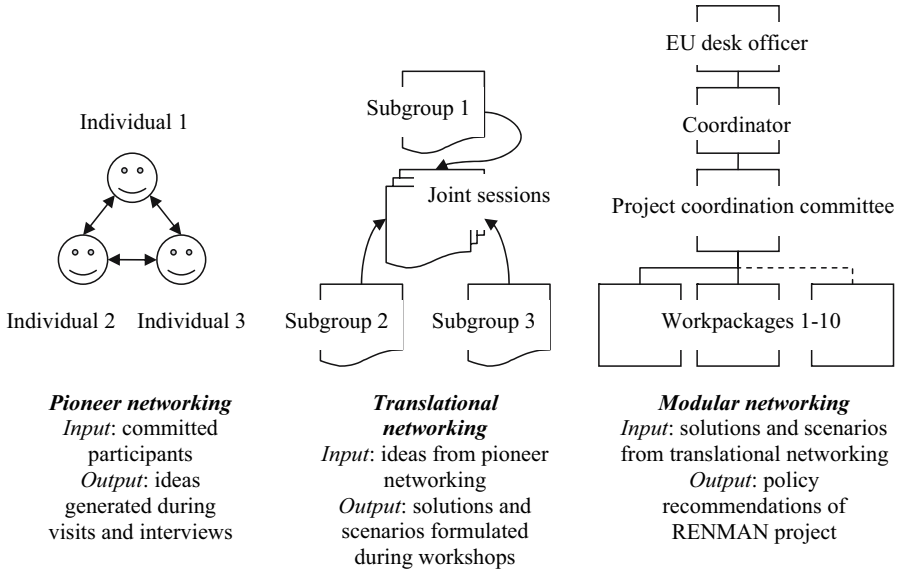 Individual 1
Individual 2
Individual 3
Pioneer networking
Input: committed
participants
Output: ideas
generated during
visits and interviews
Subgroup 1
Joint sessions
Subgroup 2
Subgroup 3
Translational
networking
Input: ideas from pioneer
networking
Output: solutions and
scenarios formulated
during workshops
EU desk officer
Coordinator
Project coordination committee
Workpackages 1-10
Modular networking
Input: solutions and scenarios
from translational networking
Output: policy
recommendations of
RENMAN project